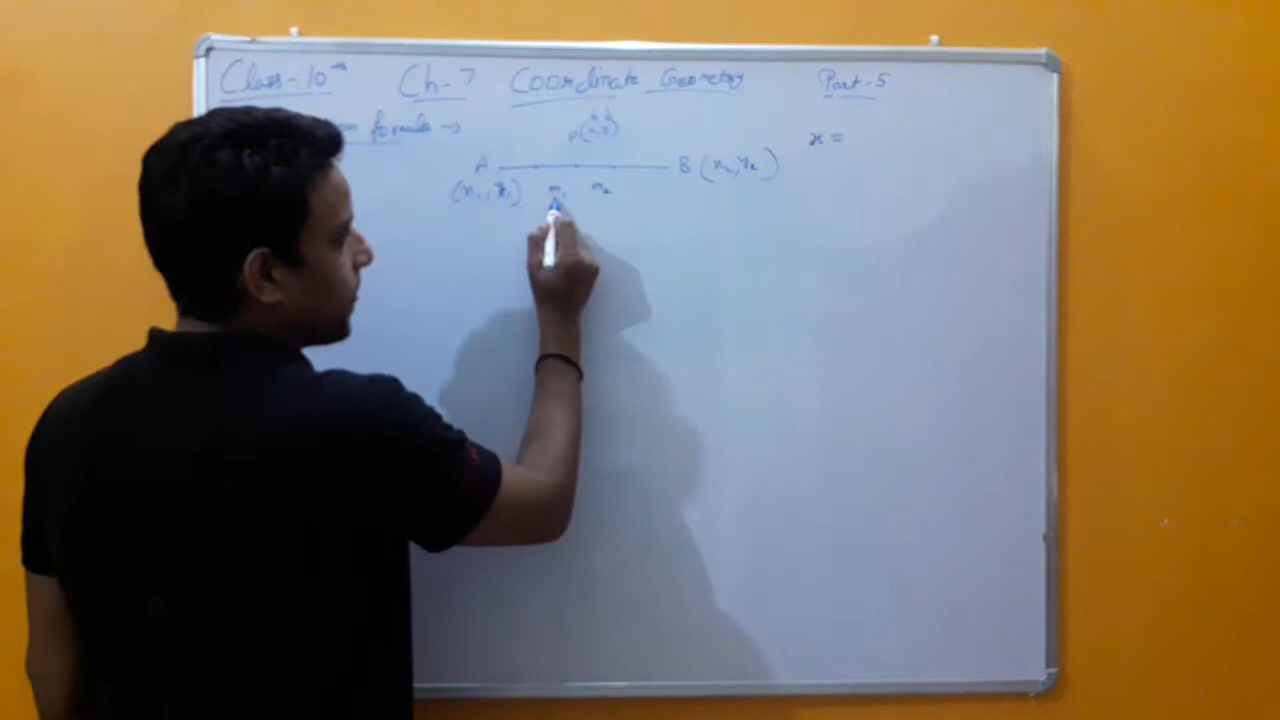 Class-10th Ch-7 Coordinate Geometry Part-5
formula →
P(x,y)
x =
A B (x₂,y₂)
(x₁,y₁) m₁ m₂